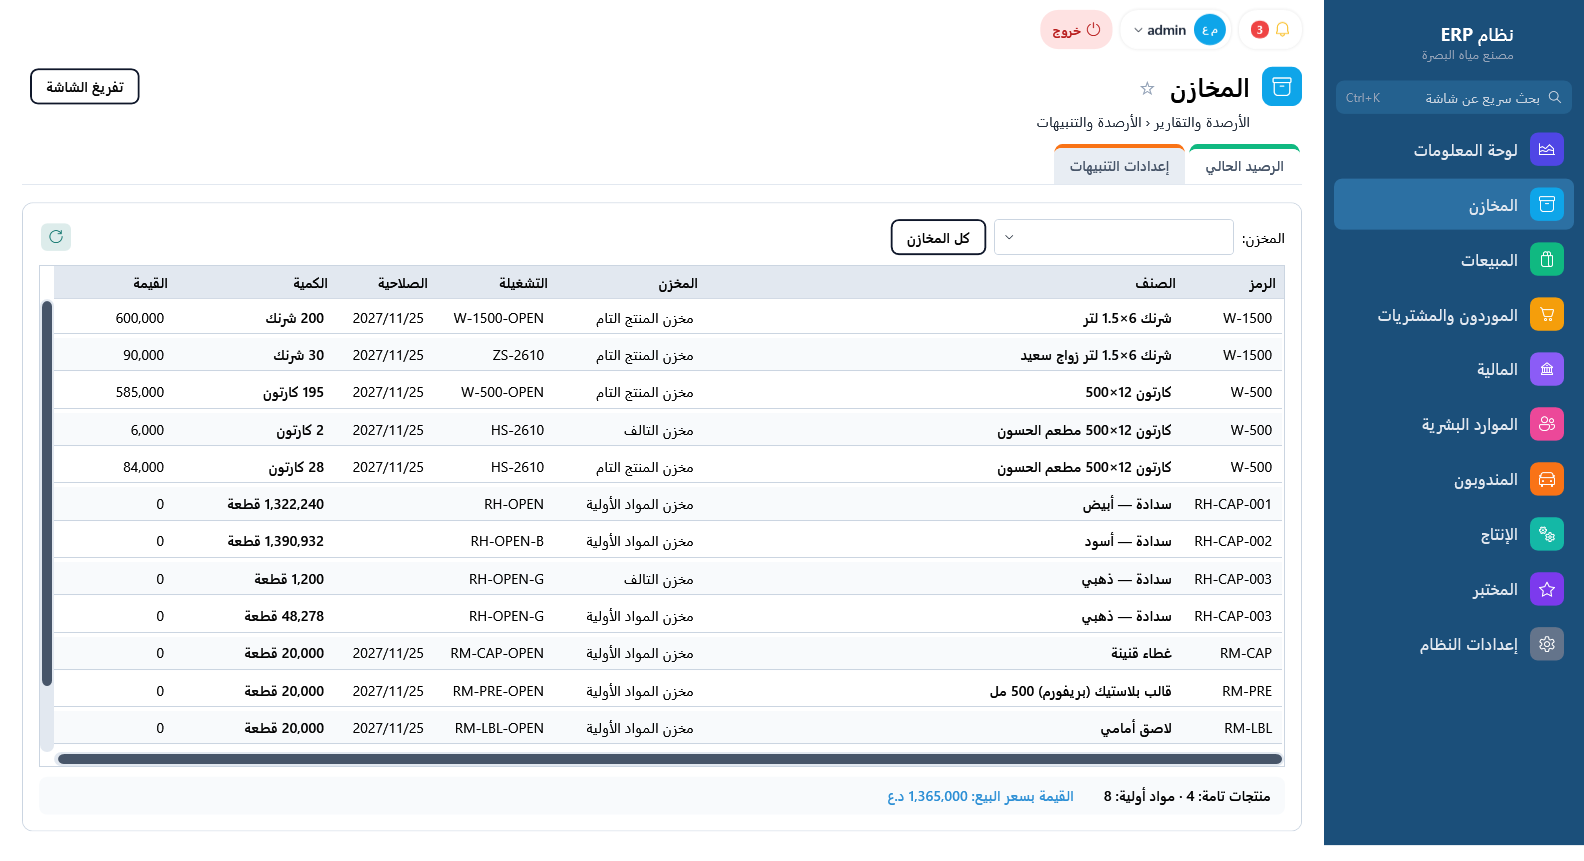 نظام ERP
مصنع مياه البصرة
بحث سريع عن شاشة Ctrl+K
لوحة المعلومات
المخازن
المبيعات
الموردون والمشتريات
المالية
الموارد البشرية
المندوبون
الإنتاج
المختبر
إعدادات النظام
3
م ع admin
خروج
المخازن
الأرصدة والتقارير › الأرصدة والتنبيهات
تفريغ الشاشة
الرصيد الحالي
إعدادات التنبيهات
المخزن:
كل المخازن
الرمز الصنف المخزن التشغيلة الصلاحية الكمية القيمة
W-1500 شرنك 6×1.5 لتر مخزن المنتج التام W-1500-OPEN 2027/11/25 200 شرنك 600,000
W-1500 شرنك 6×1.5 لتر زواج سعيد مخزن المنتج التام ZS-2610 2027/11/25 30 شرنك 90,000
W-500 كارتون 12×500 مخزن المنتج التام W-500-OPEN 2027/11/25 195 كارتون 585,000
W-500 كارتون 12×500 مطعم الحسون مخزن التالف HS-2610 2027/11/25 2 كارتون 6,000
W-500 كارتون 12×500 مطعم الحسون مخزن المنتج التام HS-2610 2027/11/25 28 كارتون 84,000
RH-CAP-001 سدادة — أبيض مخزن المواد الأولية RH-OPEN 1,322,240 قطعة 0
RH-CAP-002 سدادة — أسود مخزن المواد الأولية RH-OPEN-B 1,390,932 قطعة 0
RH-CAP-003 سدادة — ذهبي مخزن التالف RH-OPEN-G 1,200 قطعة 0
RH-CAP-003 سدادة — ذهبي مخزن المواد الأولية RH-OPEN-G 48,278 قطعة 0
RM-CAP غطاء قنينة مخزن المواد الأولية RM-CAP-OPEN 2027/11/25 20,000 قطعة 0
RM-PRE قالب بلاستيك (بريفورم) 500 مل مخزن المواد الأولية RM-PRE-OPEN 2027/11/25 20,000 قطعة 0
RM-LBL لاصق أمامي مخزن المواد الأولية RM-LBL-OPEN 2027/11/25 20,000 قطعة 0
منتجات تامة: 4 · مواد أولية: 8 القيمة بسعر البيع: 1,365,000 د.ع